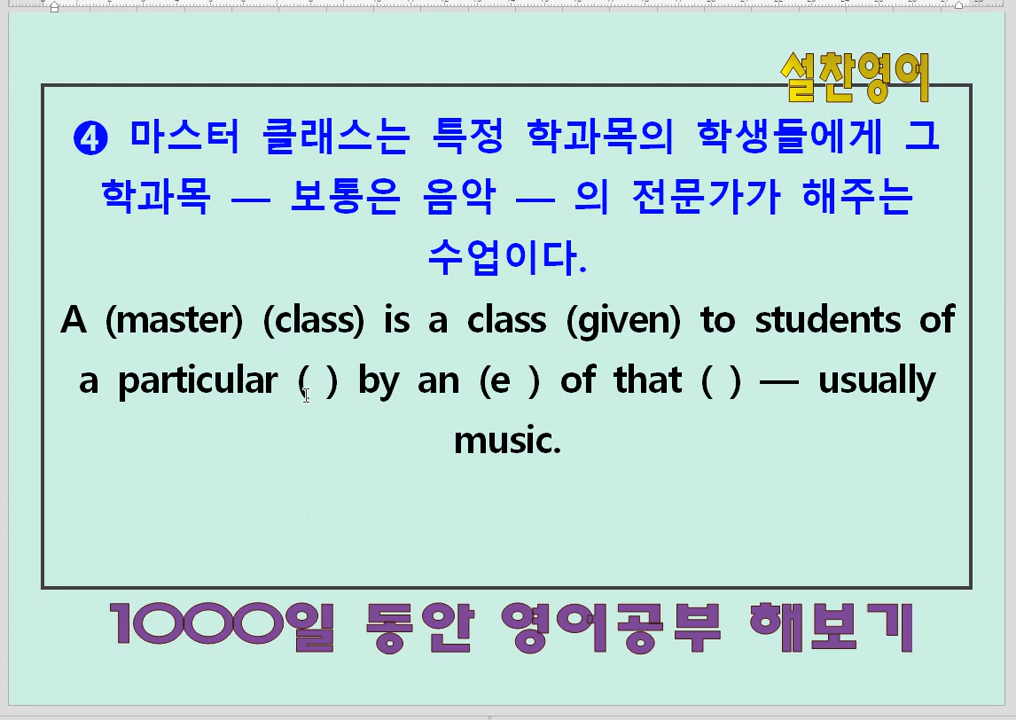 설찬영어
❹ 마스터 클래스는 특정 학과목의 학생들에게 그
학과목 — 보통은 음악 — 의 전문가가 해주는
수업이다.
A (master) (class) is a class (given) to students of
a particular ( ) by an (e ) of that ( ) — usually
music.
1000일 동안 영어공부 해보기